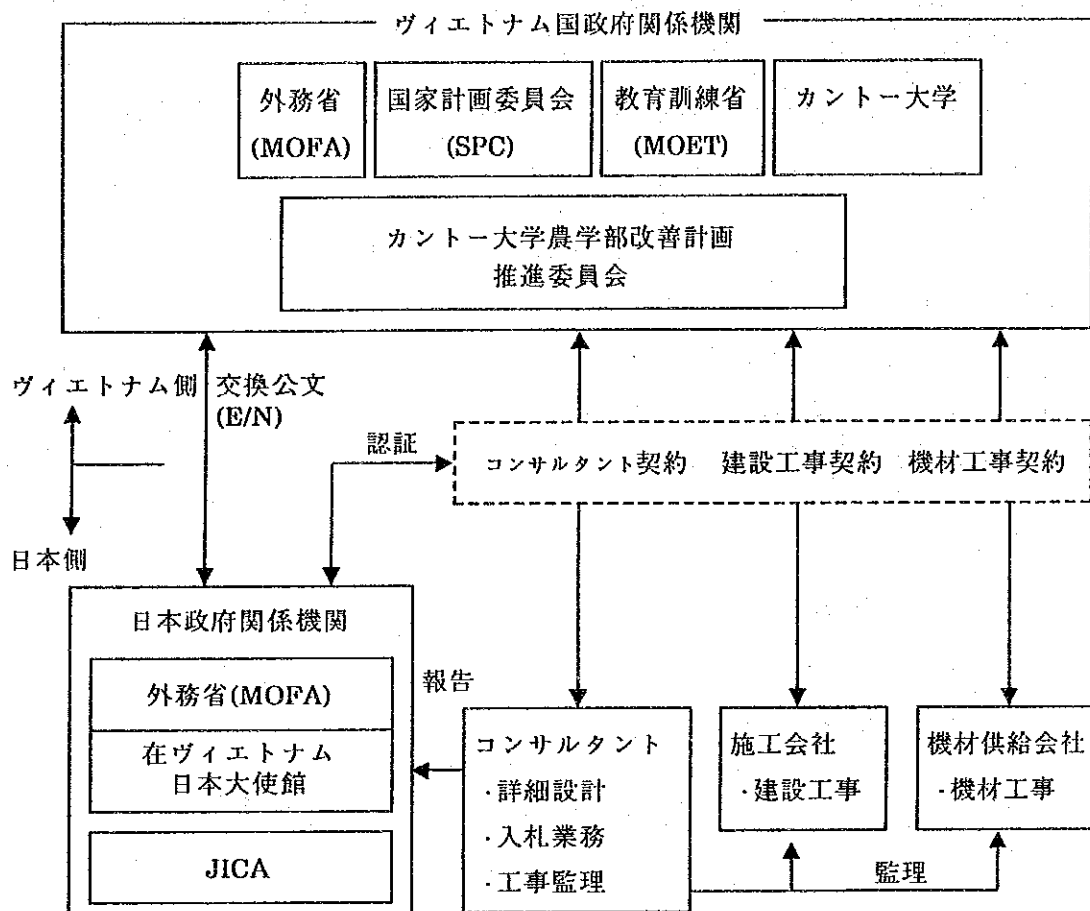 ヴィエトナム国政府関係機関
外務省
(MOFA)
国家計画委員会
(SPC)
教育訓練省
(MOET)
カントー大学
カントー大学農学部改善計画
推進委員会
ヴィエトナム側
交換公文
(E/N)
日本側
認証
コンサルタント契約
建設工事契約
機材工事契約
日本政府関係機関
外務省(MOFA)
在ヴィエトナム
日本大使館
JICA
報告
コンサルタント
・詳細設計
・入札業務
・工事監理
施工会社
・建設工事
機材供給会社
・機材工事
監理